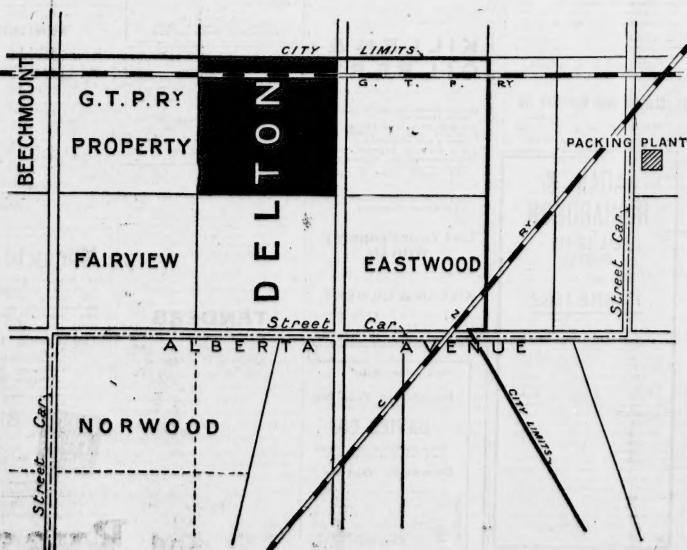 CITY LIMITS
G. T. P. RY
BEECHMOUNT
G.T.P. RY
PROPERTY
DELTON
PACKING PLANT
FAIRVIEW
EASTWOOD
C. N. RY
Street Car
Street Car
ALBERTA AVENUE
NORWOOD
Street Car
CITY LIMITS
TENDERS